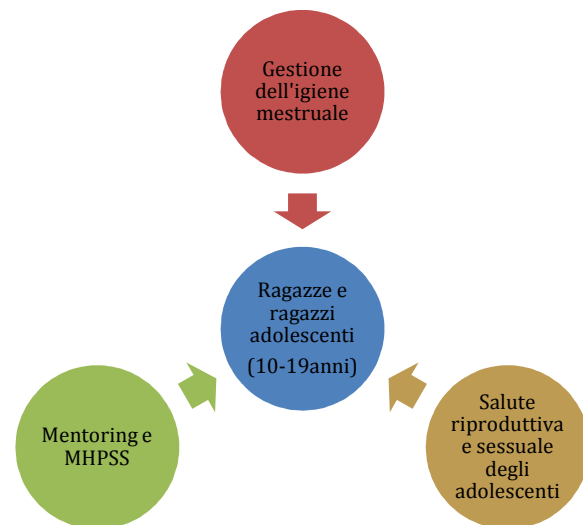 Gestione
dell'igiene
mestruale
Ragazze e
ragazzi
adolescenti
(10-19anni)
Mentoring e
MHPSS
Salute
riproduttiva
e sessuale
degli
adolescenti